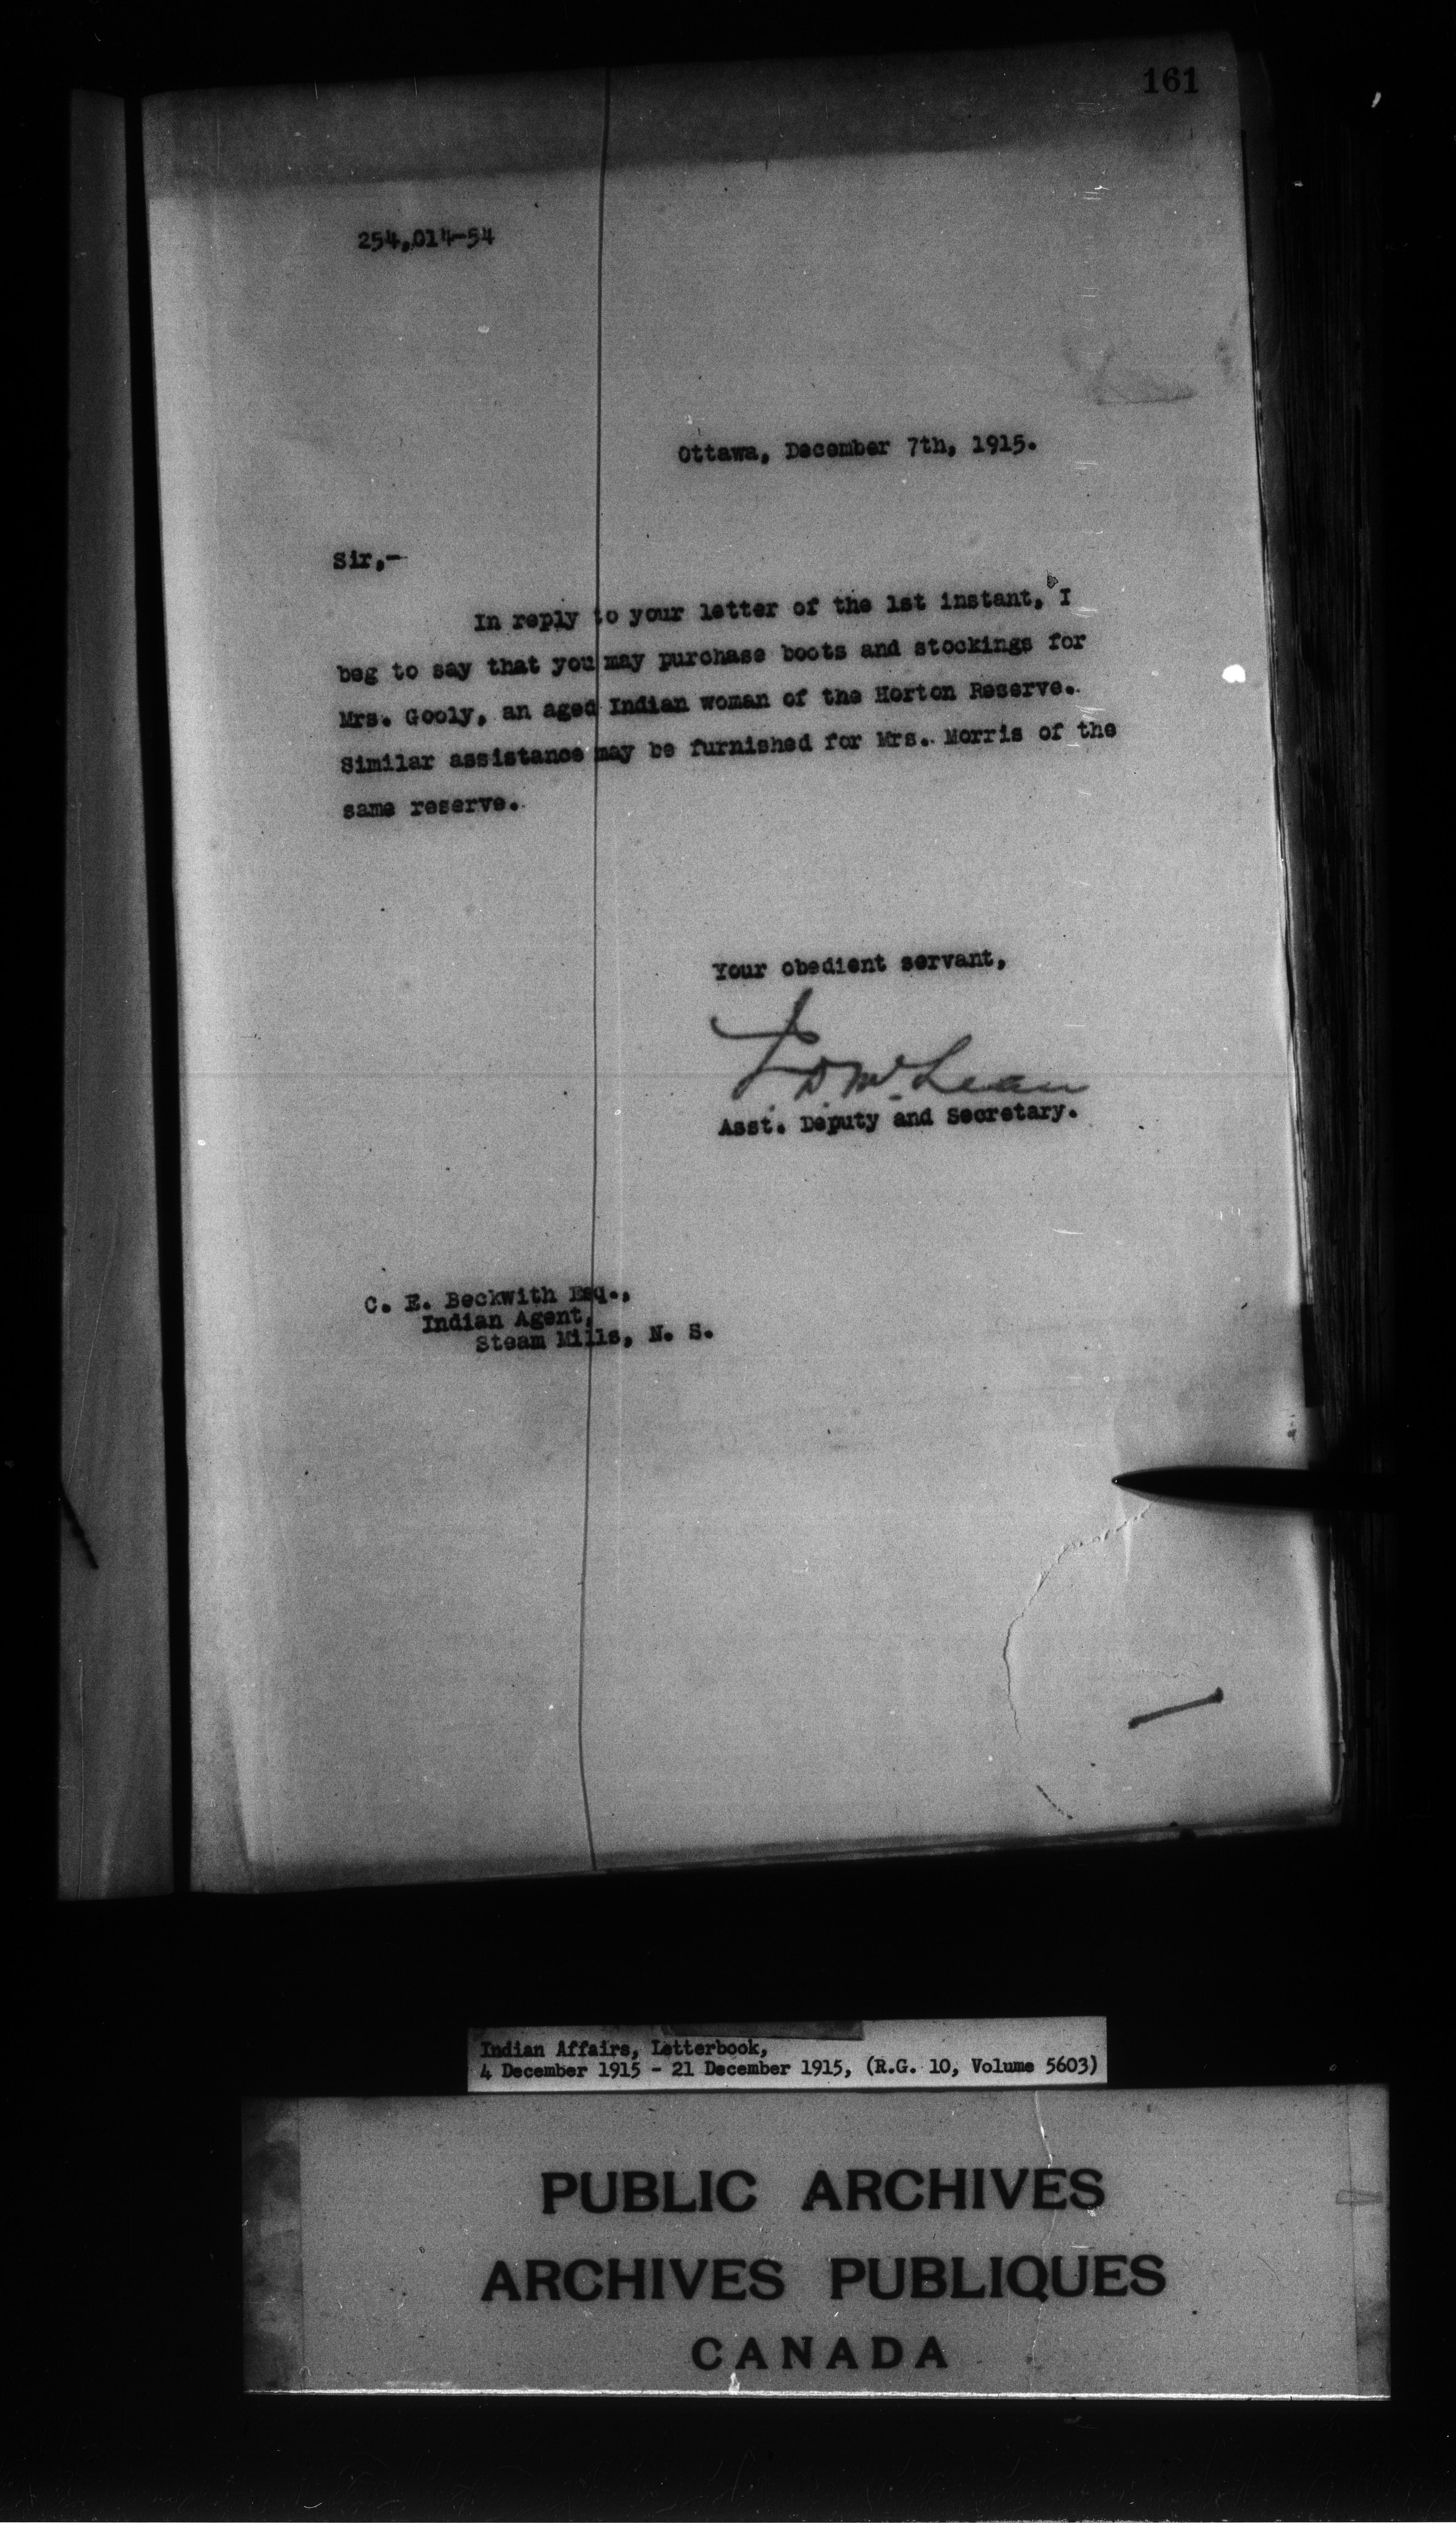 161
254,014-54
Ottawa, December 7th, 1915.
Sir,-
In reply to your letter of the 1st instant, I
beg to say that you may purchase boots and stockings for
Mrs. Gooly, an aged Indian woman of the Horton Reserve.
Similar assistance may be furnished for Mrs. Morris of the
same reserve.
Your obedient servant,
J. D. McLean
Asst. Deputy and Secretary.
C. E. Beckwith Esq.,
Indian Agent,
Steam Mills, N. S.
Indian Affairs, Letterbook,
4 December 1915 - 21 December 1915, (R.G. 10, Volume 5603)
PUBLIC ARCHIVES
ARCHIVES PUBLIQUES
CANADA